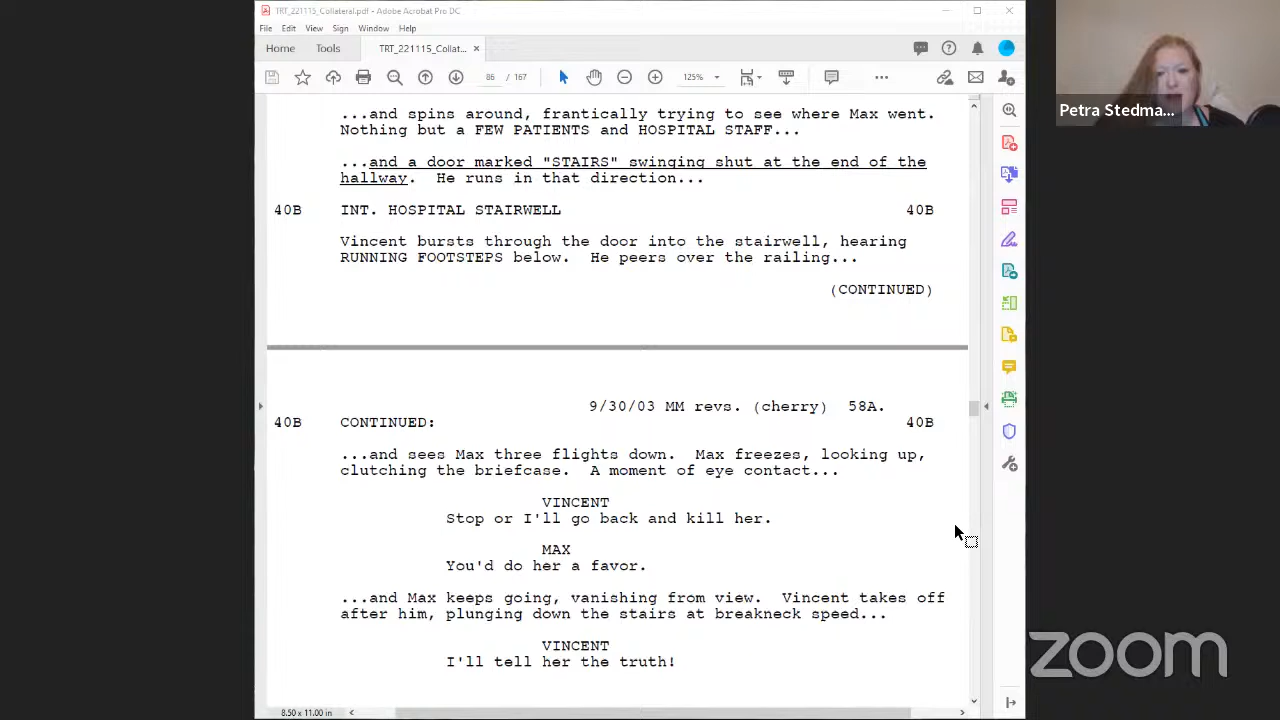 TRT_221115_Collateral.pdf - Adobe Acrobat Pro DC
File Edit View Sign Window Help
Home Tools TRT_221115_Collat... ×
86 / 167 125%
...and spins around, frantically trying to see where Max went.
Nothing but a FEW PATIENTS and HOSPITAL STAFF...
...and a door marked "STAIRS" swinging shut at the end of the
hallway. He runs in that direction...
40B INT. HOSPITAL STAIRWELL 40B
Vincent bursts through the door into the stairwell, hearing
RUNNING FOOTSTEPS below. He peers over the railing...
(CONTINUED)
9/30/03 MM revs. (cherry) 58A.
40B CONTINUED: 40B
...and sees Max three flights down. Max freezes, looking up,
clutching the briefcase. A moment of eye contact...
VINCENT
Stop or I'll go back and kill her.
MAX
You'd do her a favor.
...and Max keeps going, vanishing from view. Vincent takes off
after him, plunging down the stairs at breakneck speed...
VINCENT
I'll tell her the truth!
8.50 x 11.00 in
Petra Stedma...
zoom